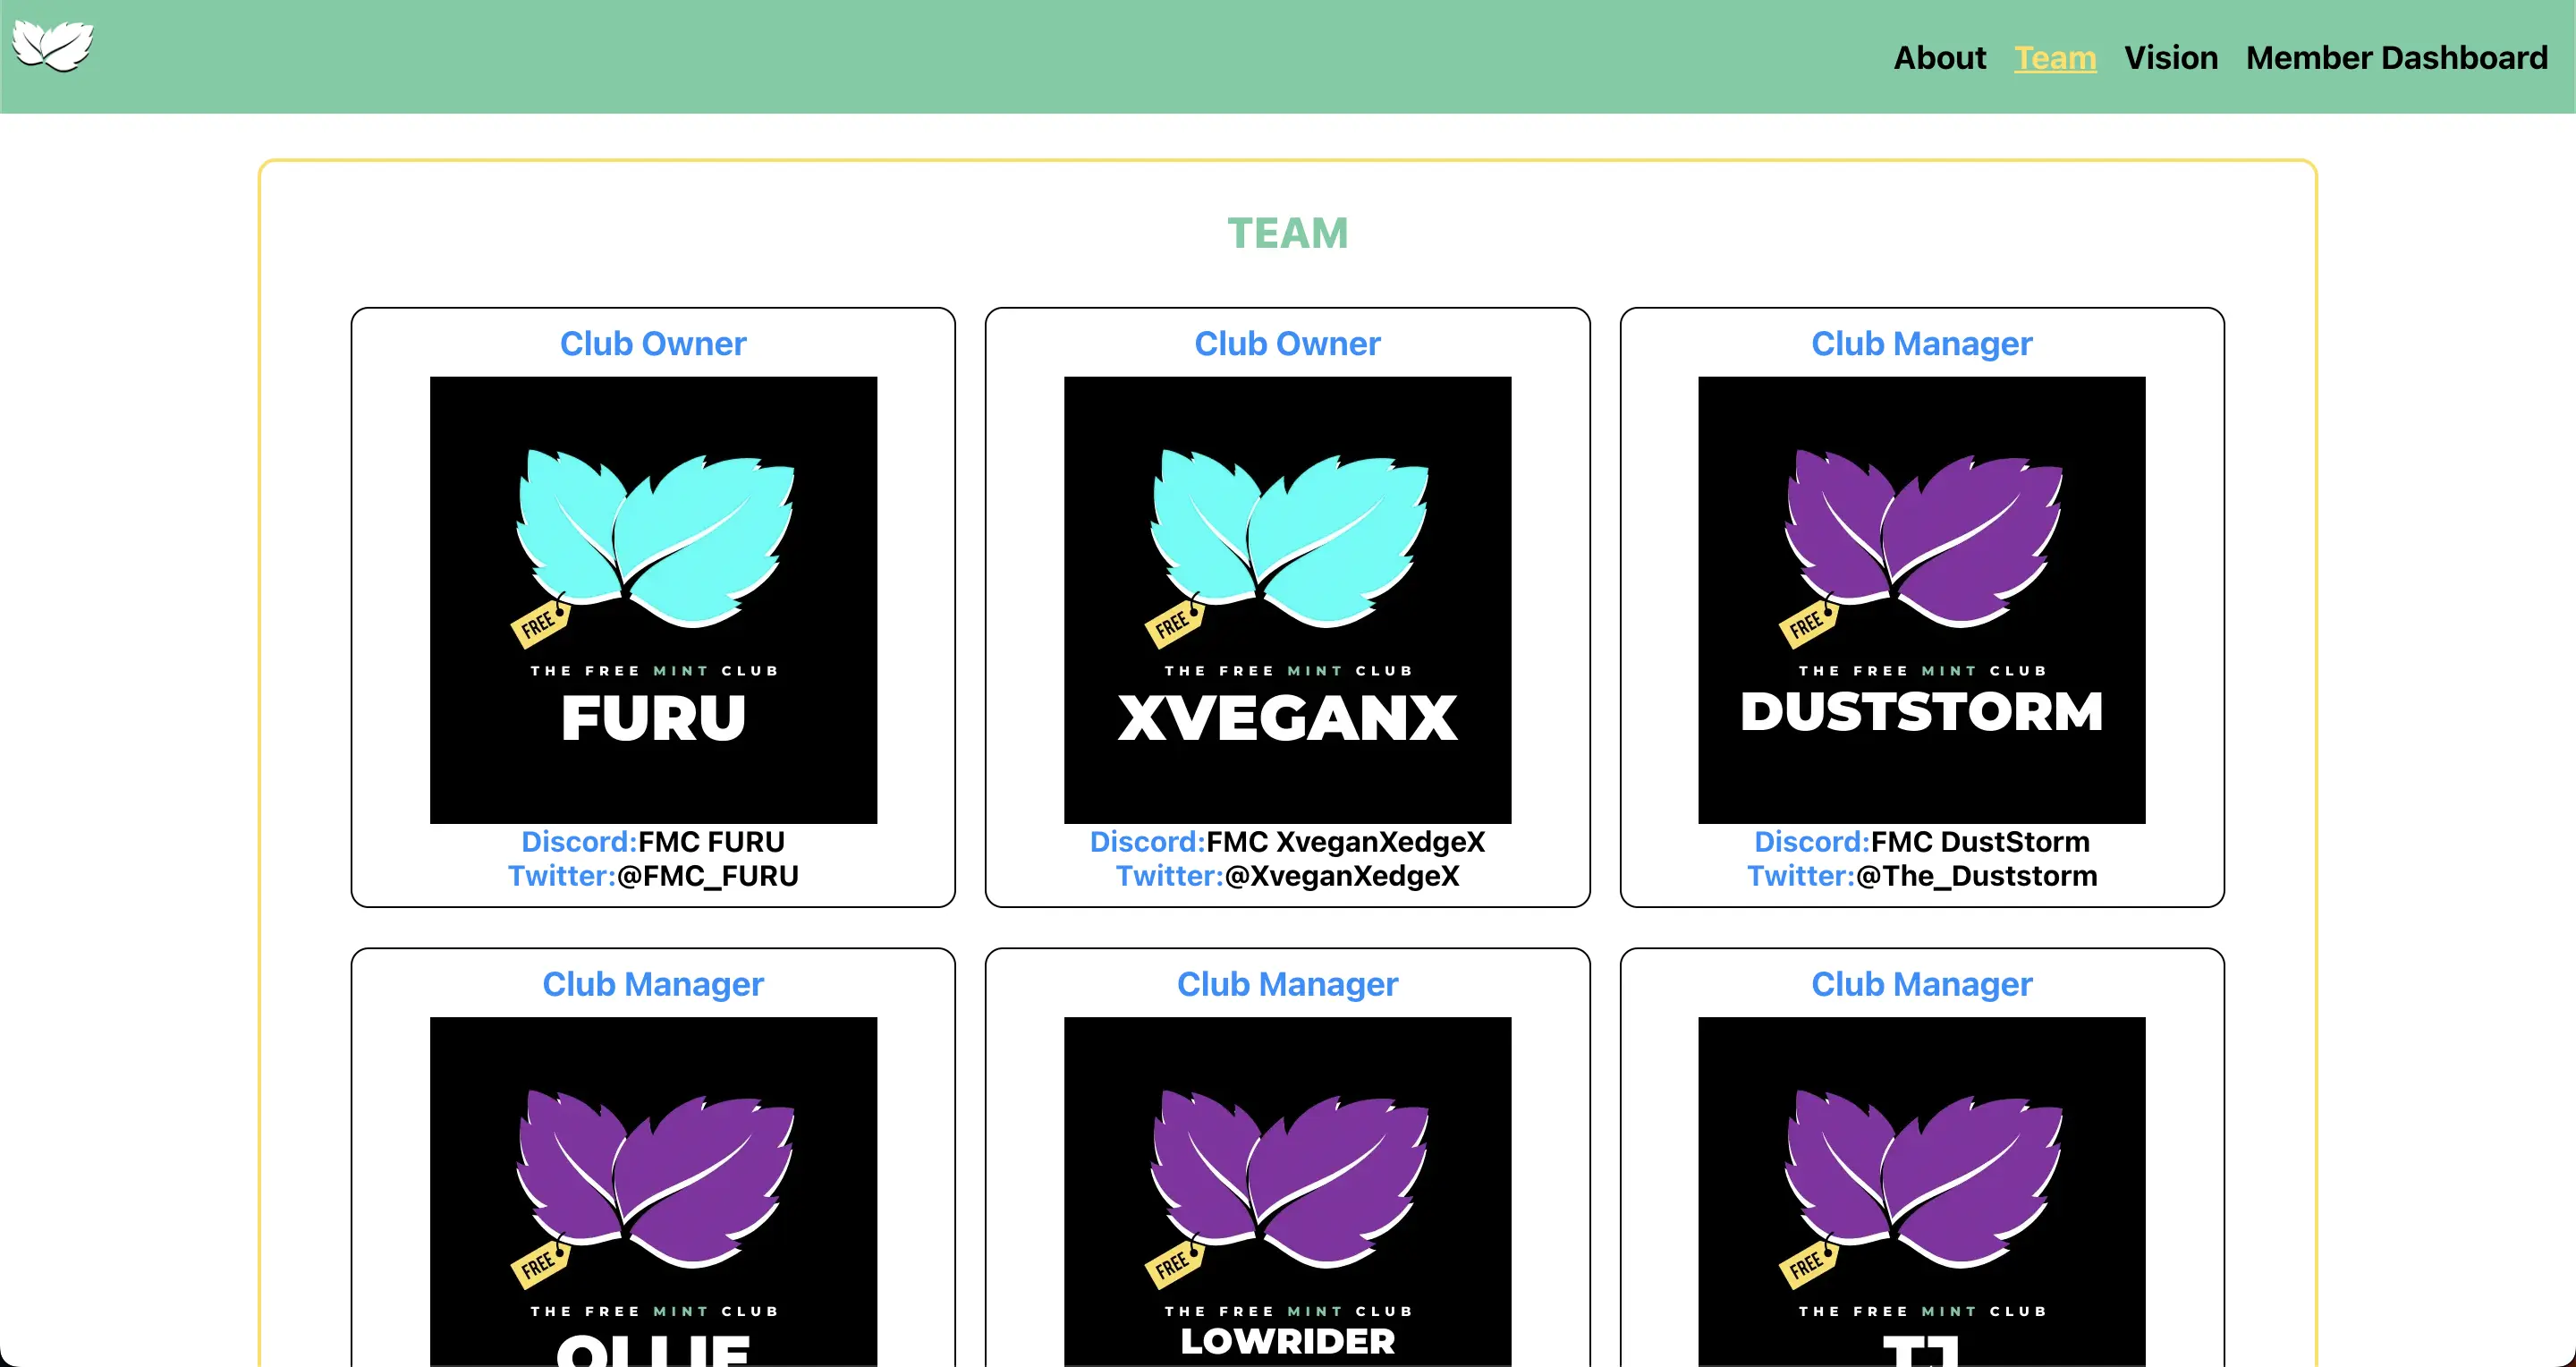 About Team Vision Member Dashboard
TEAM
Club Owner
FREE
THE FREE MINT CLUB
FURU
Discord:FMC FURU
Twitter:@FMC_FURU
Club Owner
FREE
THE FREE MINT CLUB
XVEGANX
Discord:FMC XveganXedgeX
Twitter:@XveganXedgeX
Club Manager
FREE
THE FREE MINT CLUB
DUSTSTORM
Discord:FMC DustStorm
Twitter:@The_Duststorm
Club Manager
FREE
THE FREE MINT CLUB
OLLIE
Club Manager
FREE
THE FREE MINT CLUB
LOWRIDER
Club Manager
FREE
THE FREE MINT CLUB